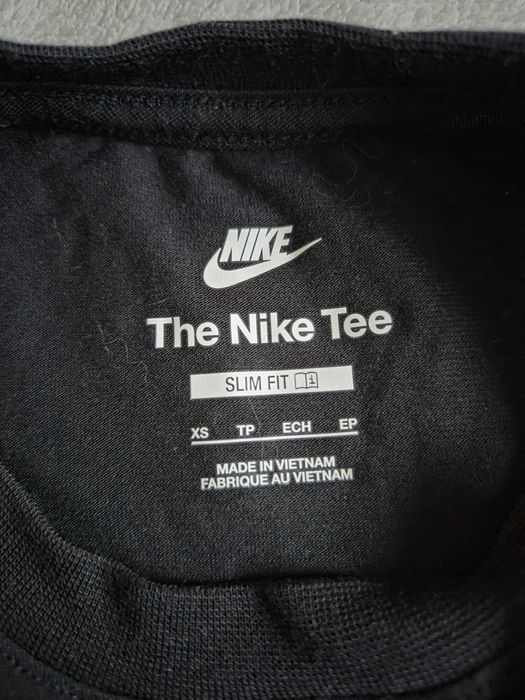 NIKE
The Nike Tee
SLIM FIT
XS TP ECH EP
MADE IN VIETNAM
FABRIQUE AU VIETNAM